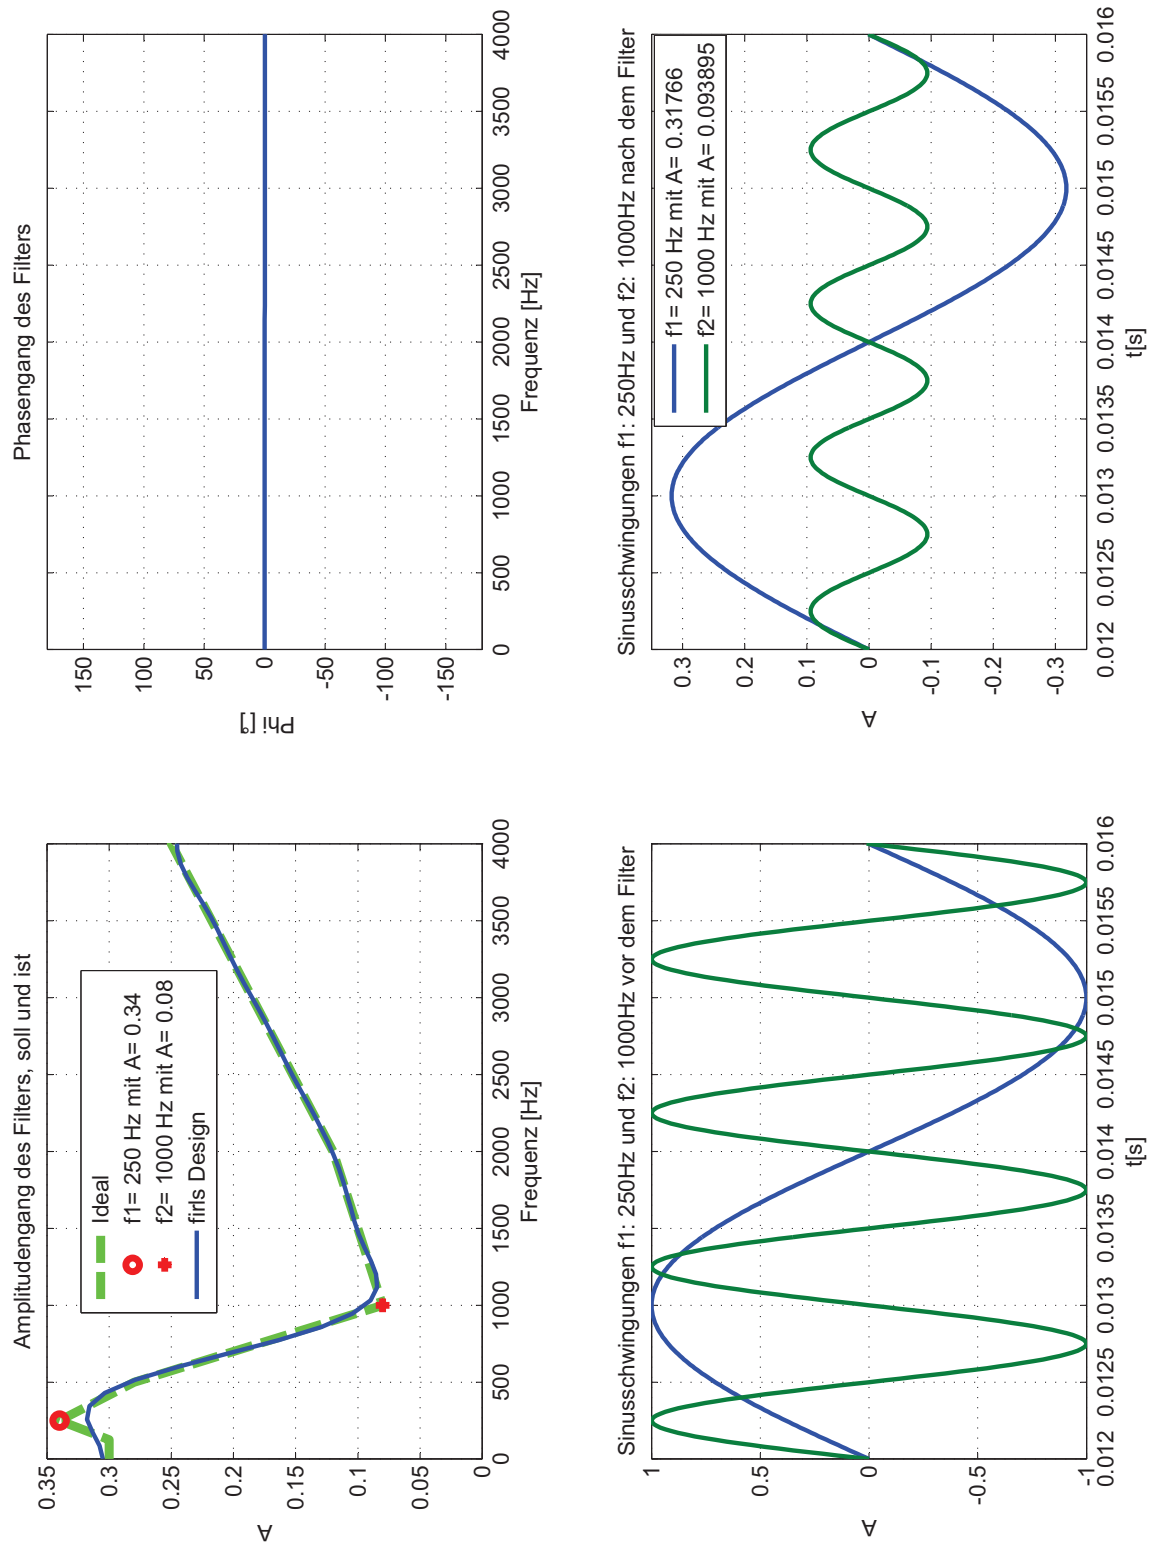 Amplitudengang des Filters, soll und ist
Ideal
f1= 250 Hz mit A= 0.34
f2= 1000 Hz mit A= 0.08
firls Design
0.35
0.3
0.25
0.2
0.15
0.1
0.05
0
A
0 500 1000 1500 2000 2500 3000 3500 4000
Frequenz [Hz]
Phasengang des Filters
150
100
50
0
-50
-100
-150
Phi [°]
0 500 1000 1500 2000 2500 3000 3500 4000
Frequenz [Hz]
Sinusschwingungen f1: 250Hz und f2: 1000Hz vor dem Filter
1
0.5
0
-0.5
-1
A
0.012 0.0125 0.013 0.0135 0.014 0.0145 0.015 0.0155 0.016
t[s]
Sinusschwingungen f1: 250Hz und f2: 1000Hz nach dem Filter
f1= 250 Hz mit A= 0.31766
f2= 1000 Hz mit A= 0.093895
0.3
0.2
0.1
0
-0.1
-0.2
-0.3
A
0.012 0.0125 0.013 0.0135 0.014 0.0145 0.015 0.0155 0.016
t[s]